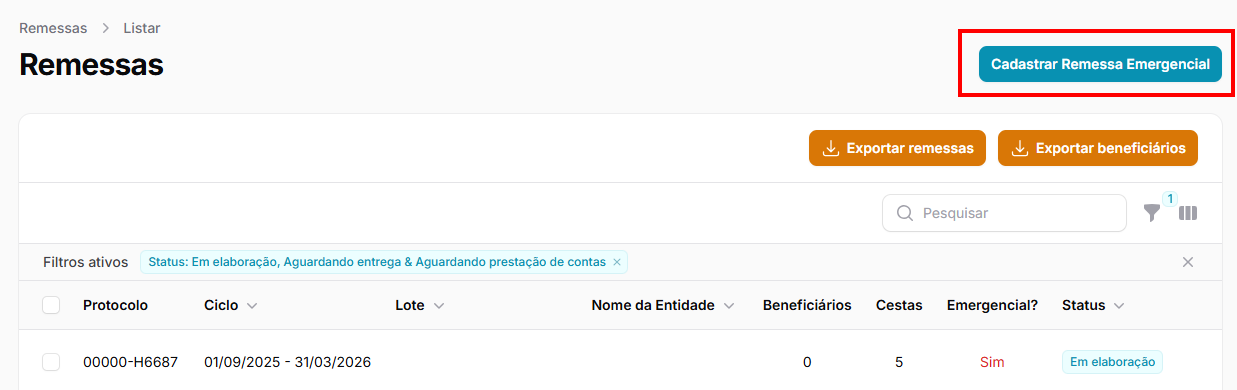 Remessas > Listar
Remessas
Cadastrar Remessa Emergencial
Exportar remessas Exportar beneficiários
Pesquisar 1
Filtros ativos Status: Em elaboração, Aguardando entrega & Aguardando prestação de contas
Protocolo Ciclo Lote Nome da Entidade Beneficiários Cestas Emergencial? Status
00000-H6687 01/09/2025 - 31/03/2026 0 5 Sim Em elaboração